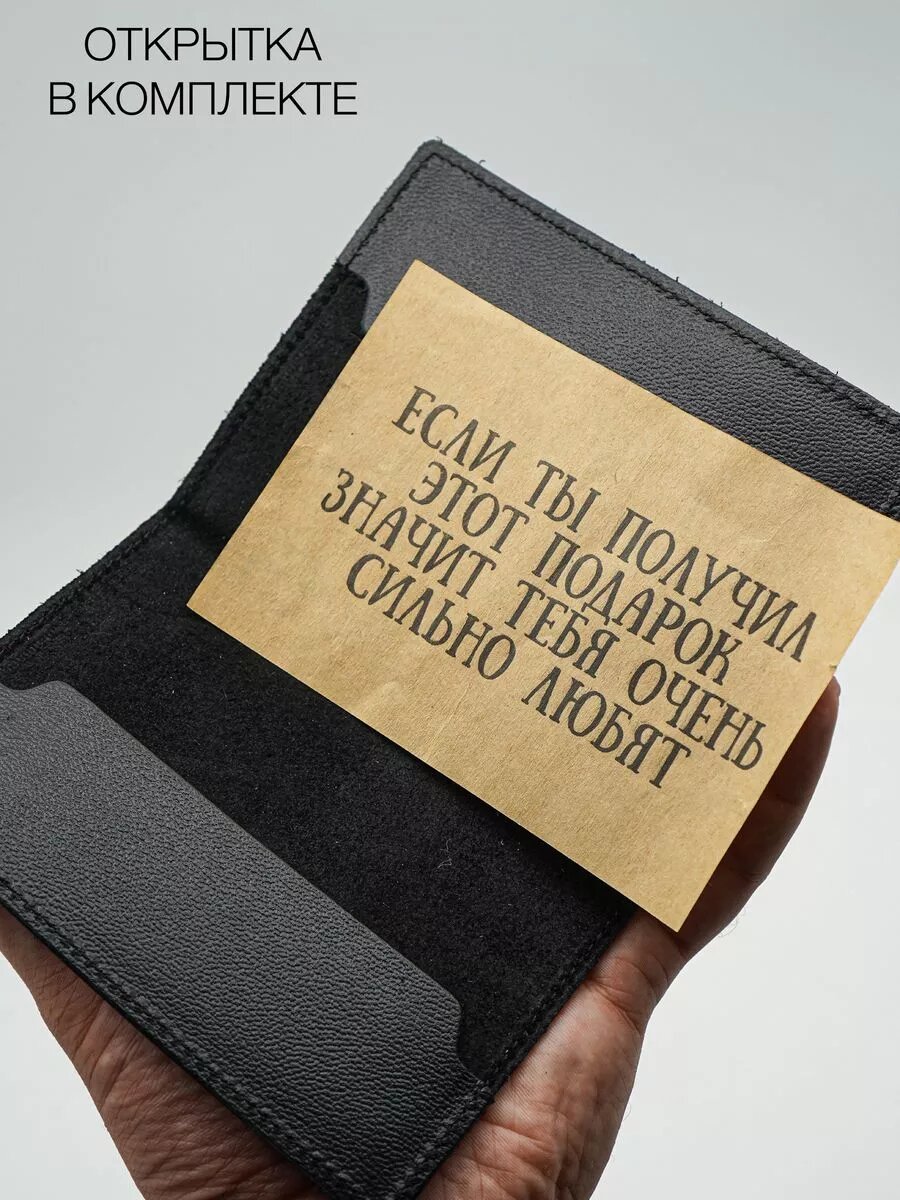 ОТКРЫТКА
В КОМПЛЕКТЕ
ЕСЛИ ТЫ ПОЛУЧИЛ
ЭТОТ ПОДАРОК
ЗНАЧИТ ТЕБЯ ОЧЕНЬ
СИЛЬНО ЛЮБЯТ